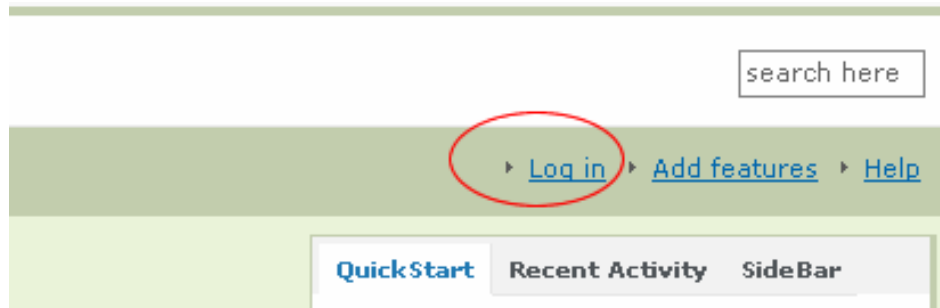 search here
Log in Add features Help
QuickStart Recent Activity SideBar